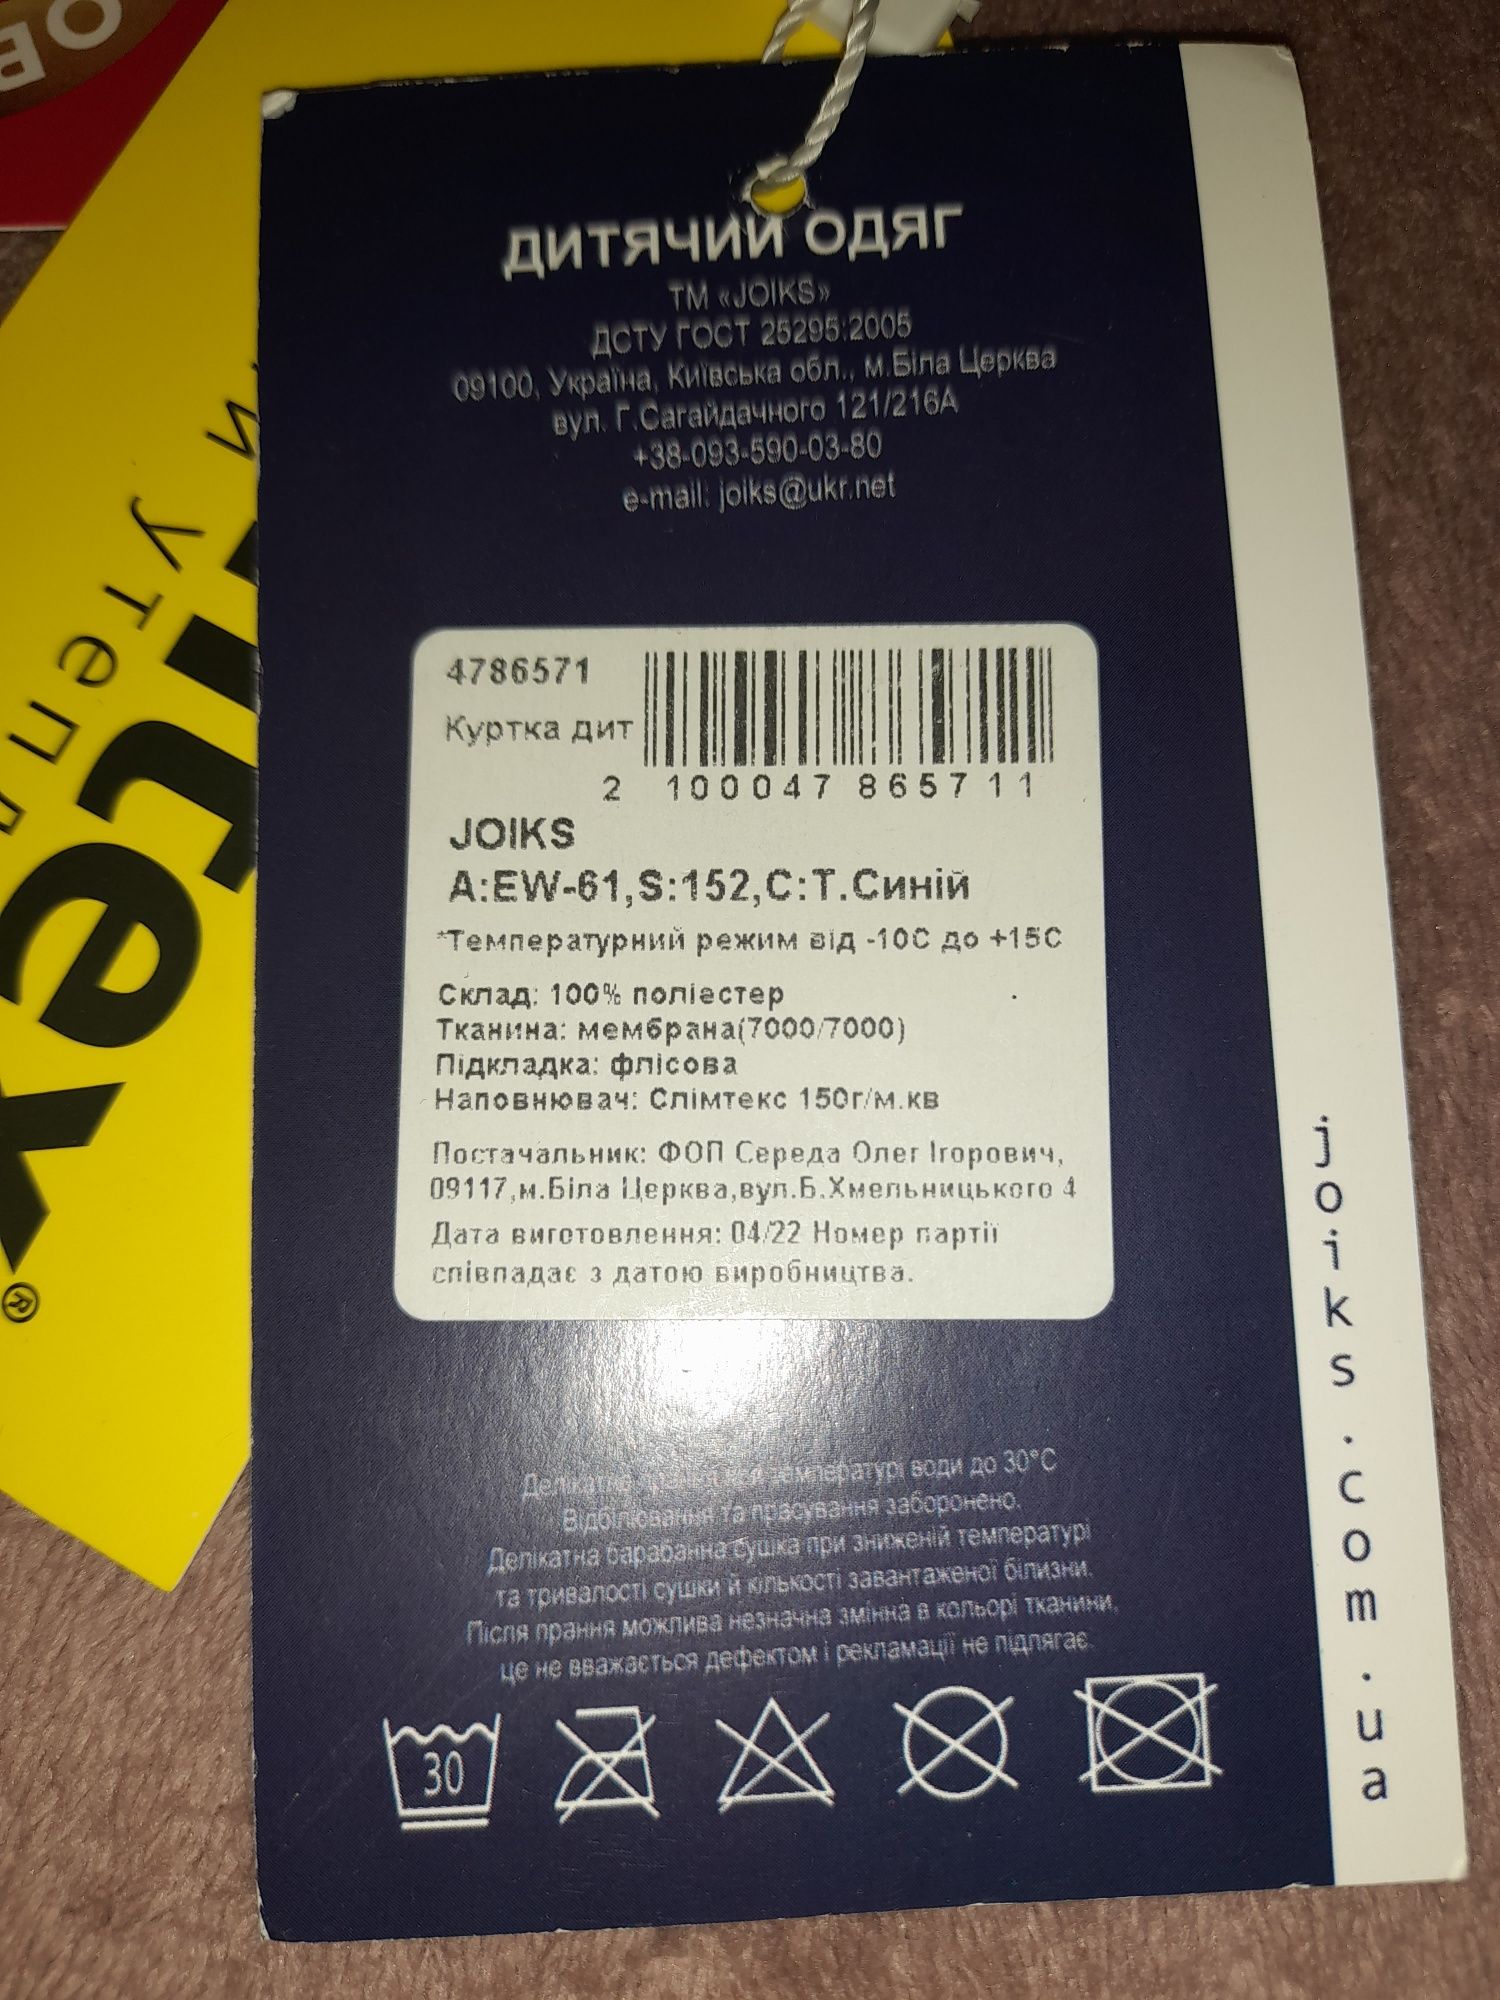 ДИТЯЧИЙ ОДЯГ
ТМ «JOIKS»
ДСТУ ГОСТ 25295:2005
09100, Україна, Київська обл., м.Біла Церква
вул. Г.Сагайдачного 121/216А
+38-093-590-03-80
e-mail: joiks@ukr.net
4786571
Куртка дит
2 100047 865711
JOIKS
A:EW-61,S:152,C:Т.Синій
*Температурний режим від -10С до +15С
Склад: 100% поліестер
Тканина: мембрана(7000/7000)
Підкладка: флісова
Наповнювач: Слімтекс 150г/м.кв
Постачальник: ФОП Середа Олег Ігорович,
09117,м.Біла Церква,вул.Б.Хмельницького 4
Дата виготовлення: 04/22 Номер партії
співпадає з датою виробництва.
Делікатне температурі води до 30°С
Відбілювання та прасування заборонено.
Делікатна барабанна сушка при зниженій температурі
та тривалості сушки й кількості завантаженої білизни.
Після прання можлива незначна змінна в кольорі тканини,
це не вважається дефектом і рекламації не підлягає.
30
joiks.com.ua
®